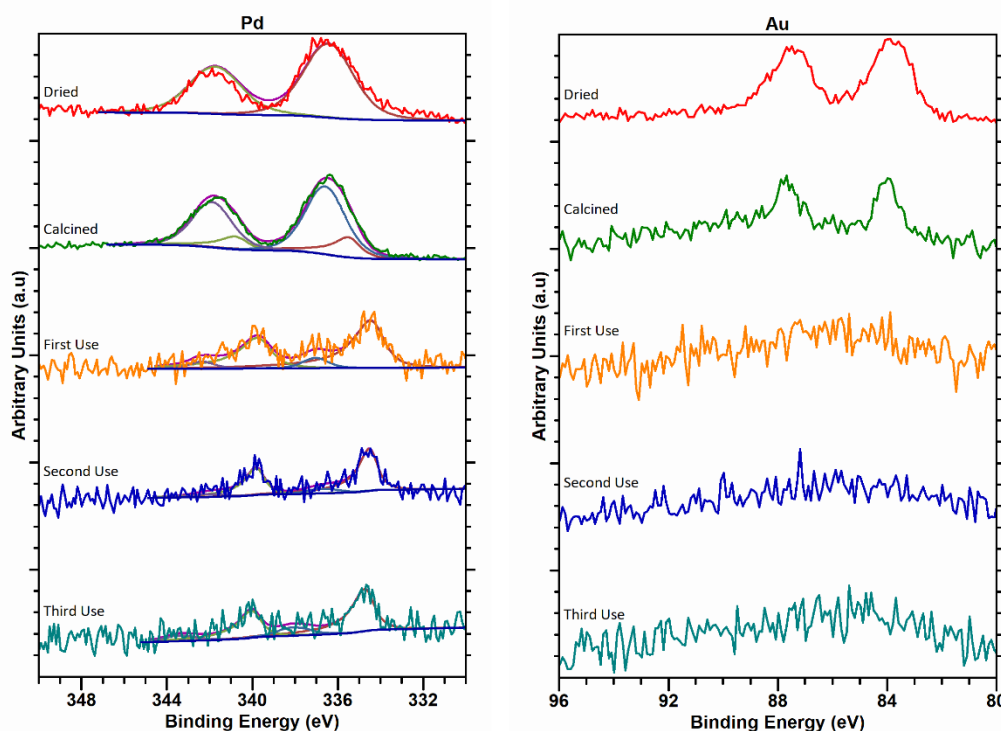 Pd
Arbitrary Units (a.u)
Dried
Calcined
First Use
Second Use
Third Use
348 344 340 336 332
Binding Energy (eV)
Au
Arbitrary Units (a.u)
Dried
Calcined
First Use
Second Use
Third Use
96 92 88 84 80
Binding Energy (eV)